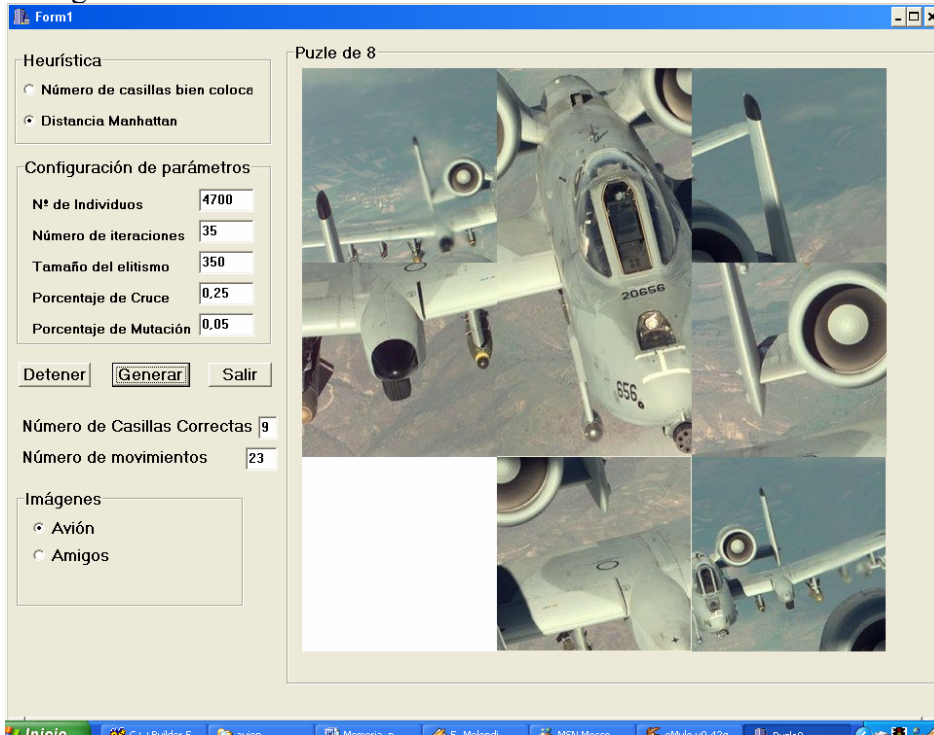 Form1
Heurística
Número de casillas bien coloca
Distancia Manhattan
Configuración de parámetros
Nº de Individuos 4700
Número de iteraciones 35
Tamaño del elitismo 350
Porcentaje de Cruce 0,25
Porcentaje de Mutación 0,05
Detener Generar Salir
Número de Casillas Correctas 9
Número de movimientos 23
Imágenes
Avión
Amigos
Puzle de 8
20656
656
Inicio